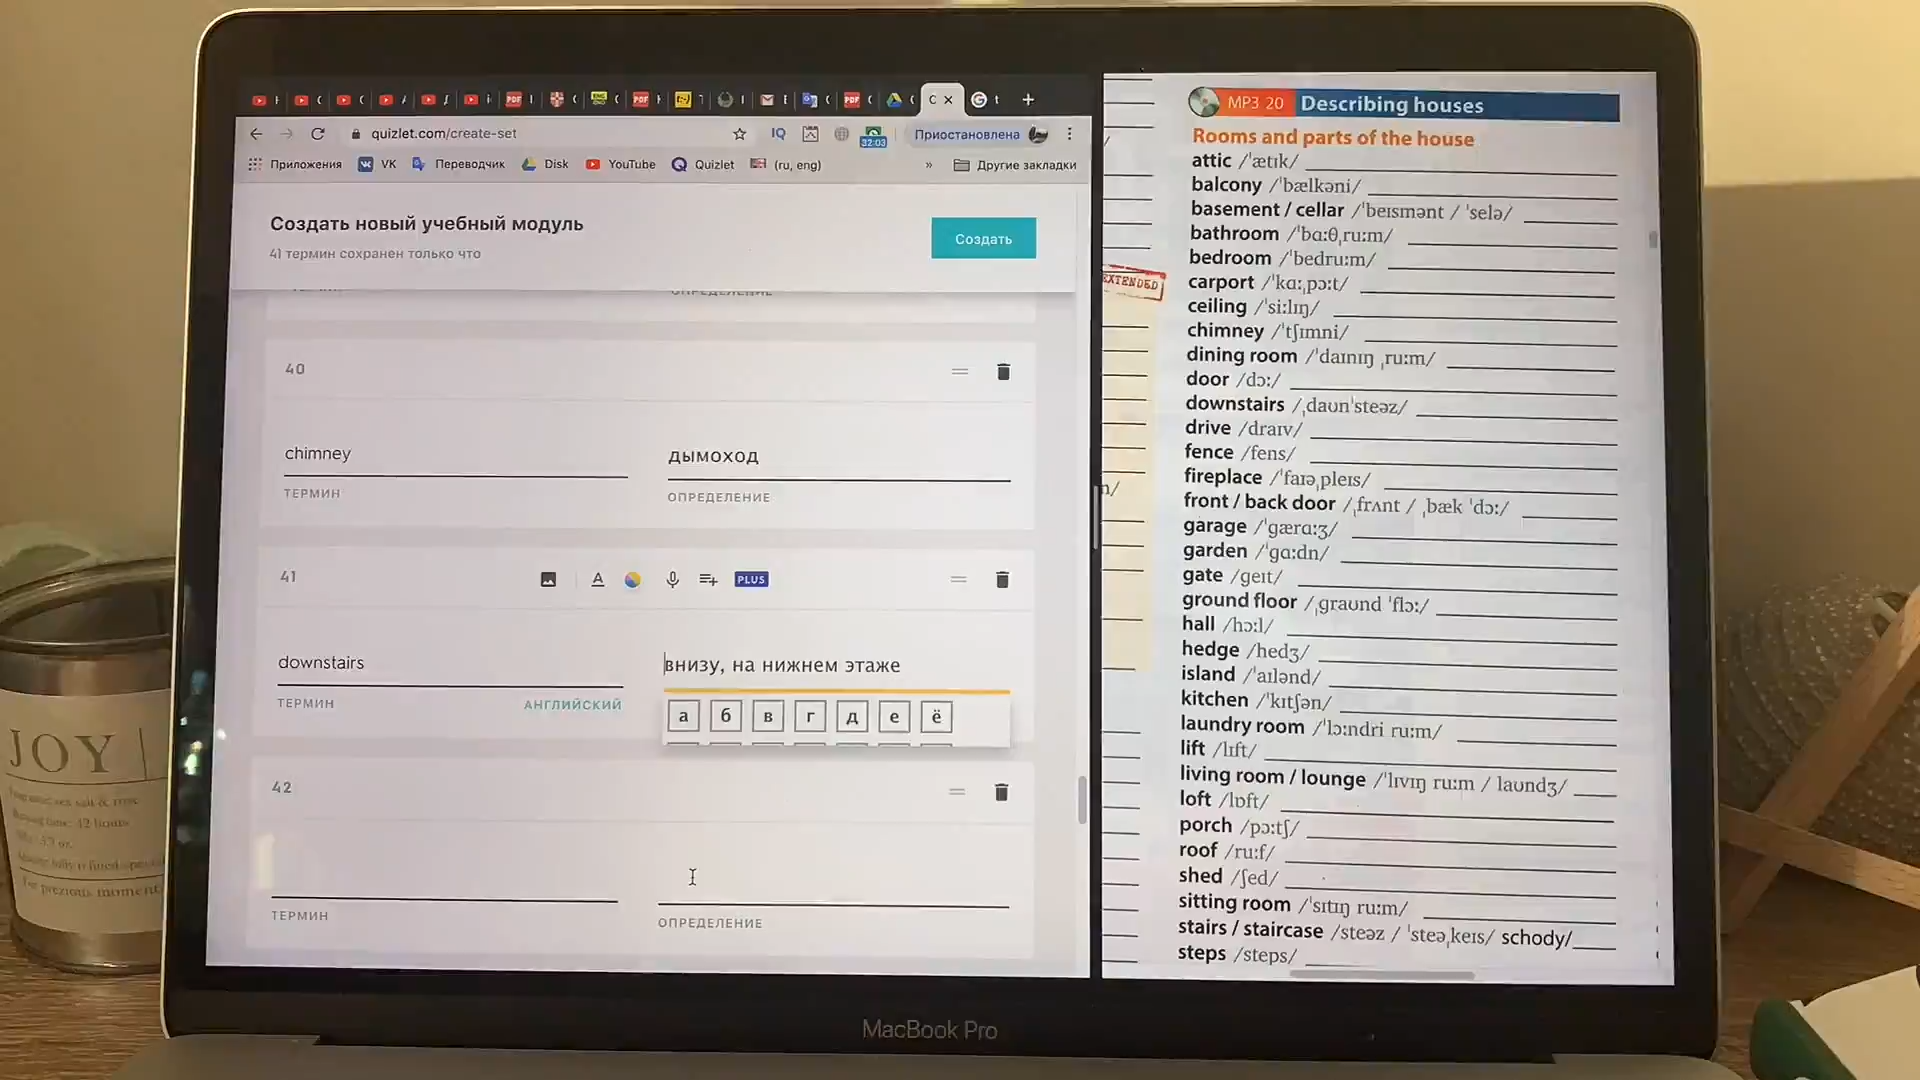 quizlet.com/create-set
IQ
32:03
Приостановлена
Приложения
VK
Переводчик
Disk
YouTube
Quizlet
(ru, eng)
»
Другие закладки
Создать новый учебный модуль
41 термин сохранен только что
Создать
ОПРЕДЕЛЕНИЕ
40
chimney
дымоход
ТЕРМИН
ОПРЕДЕЛЕНИЕ
41
PLUS
downstairs
внизу, на нижнем этаже
ТЕРМИН
АНГЛИЙСКИЙ
а б в г д е ё
42
ТЕРМИН
ОПРЕДЕЛЕНИЕ
EXTENDED
MP3 20 Describing houses
Rooms and parts of the house
attic /ˈætɪk/
balcony /ˈbælkəni/
basement / cellar /ˈbeɪsmənt / ˈselə/
bathroom /ˈbɑːθˌruːm/
bedroom /ˈbedruːm/
carport /ˈkɑːˌpɔːt/
ceiling /ˈsiːlɪŋ/
chimney /ˈtʃɪmni/
dining room /ˈdaɪnɪŋ ˌruːm/
door /dɔː/
downstairs /ˌdaʊnˈsteəz/
drive /draɪv/
fence /fens/
fireplace /ˈfaɪəˌpleɪs/
front / back door /ˌfrʌnt / ˌbæk ˈdɔː/
garage /ˈɡærɑːʒ/
garden /ˈɡɑːdn/
gate /ɡeɪt/
ground floor /ˌɡraʊnd ˈflɔː/
hall /hɔːl/
hedge /hedʒ/
island /ˈaɪlənd/
kitchen /ˈkɪtʃən/
laundry room /ˈlɔːndri ruːm/
lift /lɪft/
living room / lounge /ˈlɪvɪŋ ruːm / laʊndʒ/
loft /lɒft/
porch /pɔːtʃ/
roof /ruːf/
shed /ʃed/
sitting room /ˈsɪtɪŋ ruːm/
stairs / staircase /steəz / ˈsteəˌkeɪs/ schody/
steps /steps/
MacBook Pro
JOY